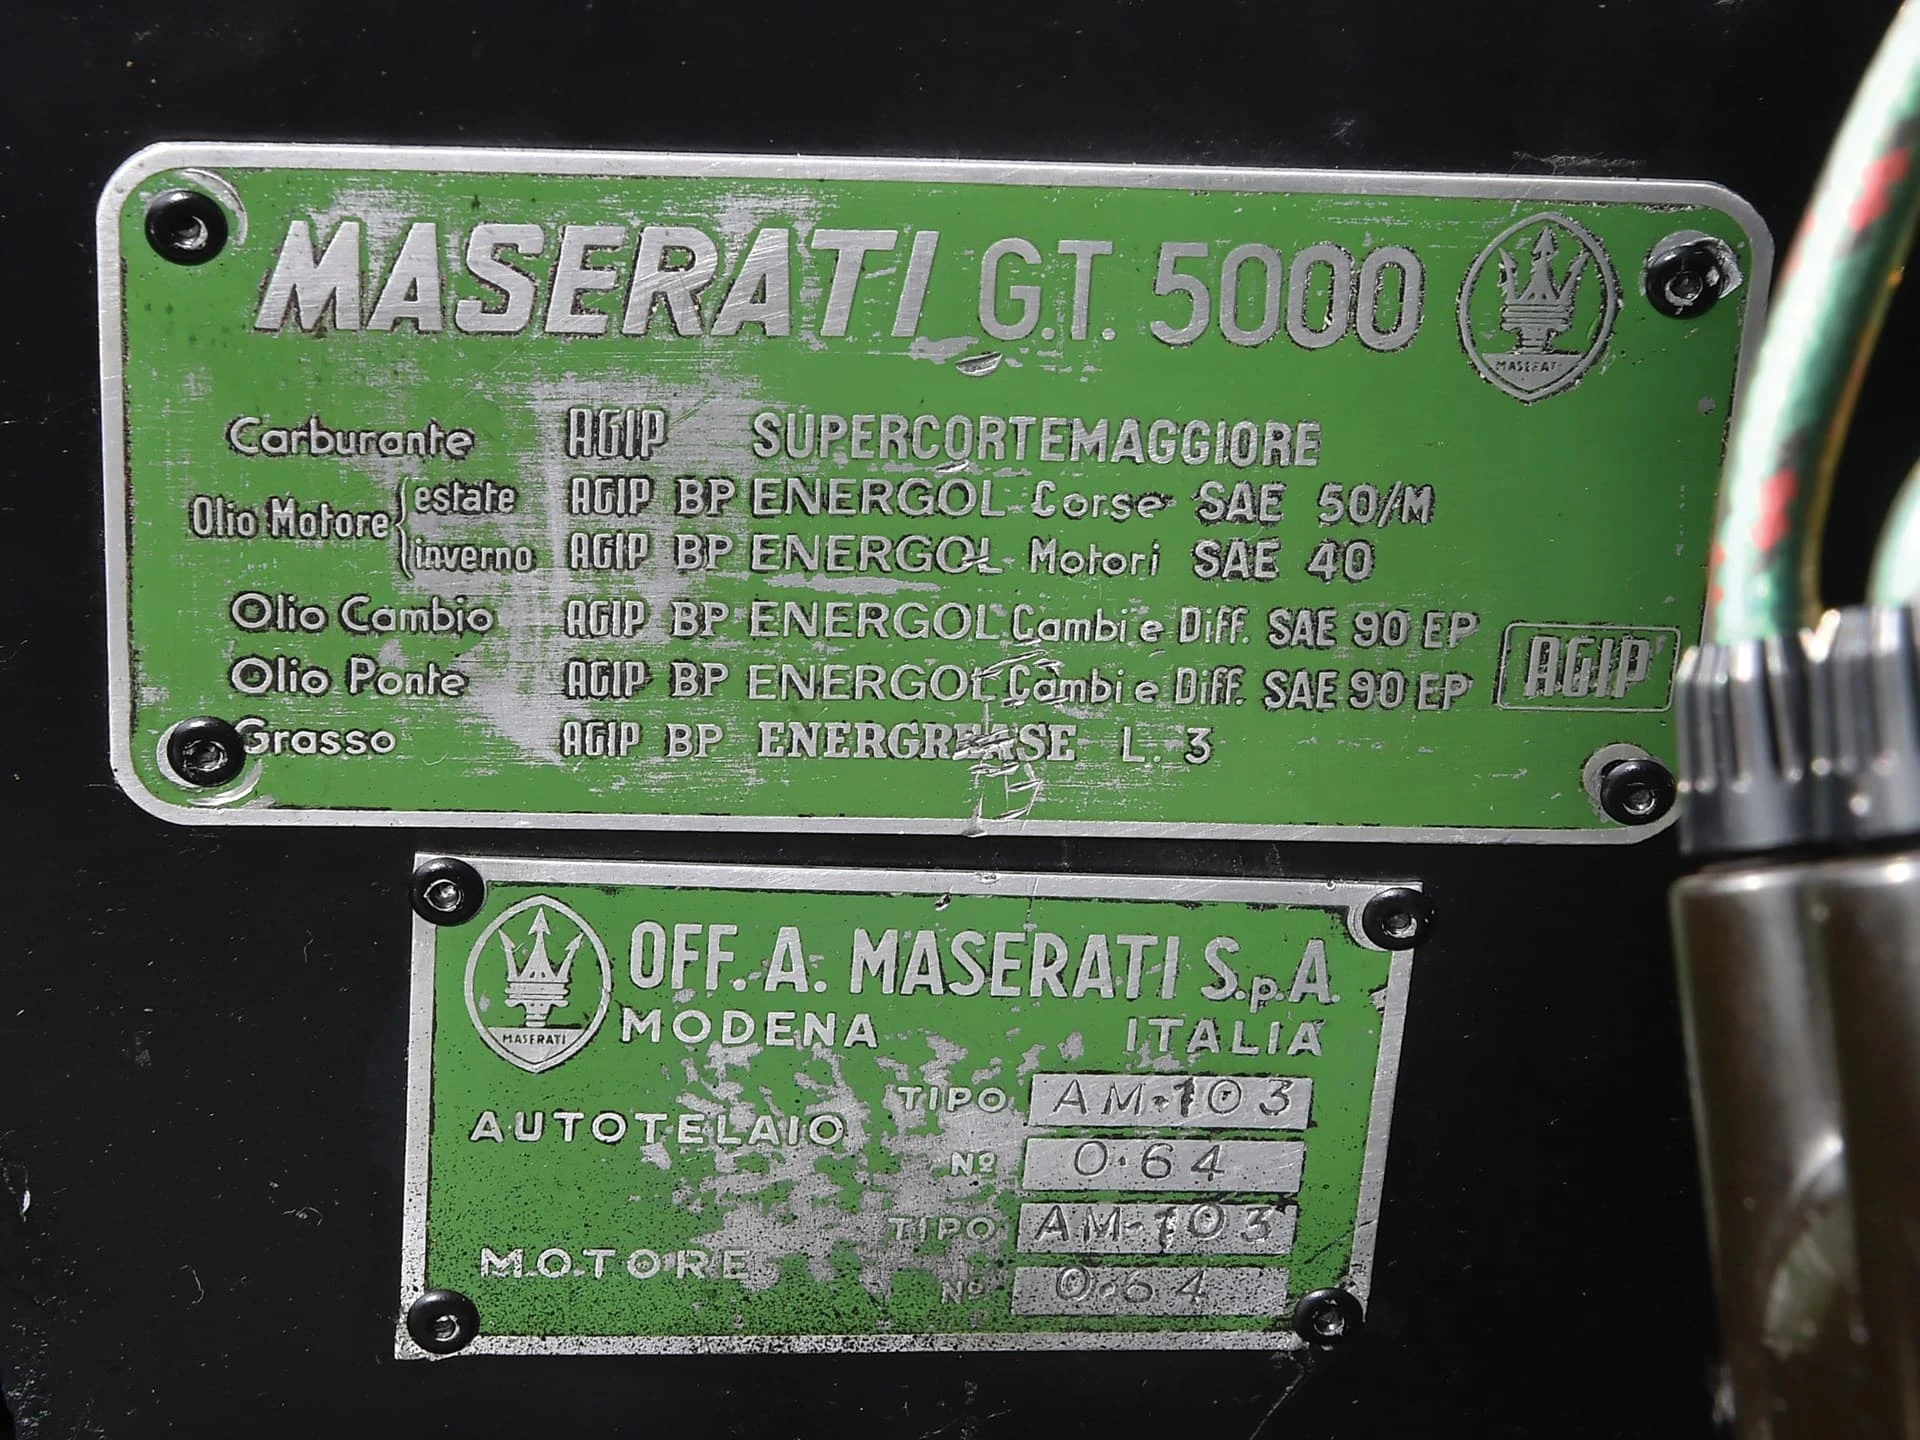 MASERATI G.T. 5000
MASERATI
Carburante AGIP SUPERCORTEMAGGIORE
Olio Motore estate AGIP BP ENERGOL Corse SAE 50/M
inverno AGIP BP ENERGOL Motori SAE 40
Olio Cambio AGIP BP ENERGOL Cambi e Diff. SAE 90 EP
Olio Ponte AGIP BP ENERGOL Cambi e Diff. SAE 90 EP
AGIP
Grasso AGIP BP ENERGREASE L. 3
OFF. A. MASERATI S.p.A.
MODENA ITALIA
MASERATI
AUTOTELAIO TIPO AM·103
Nº 0·64
MOTORE TIPO AM-103
Nº 0·64